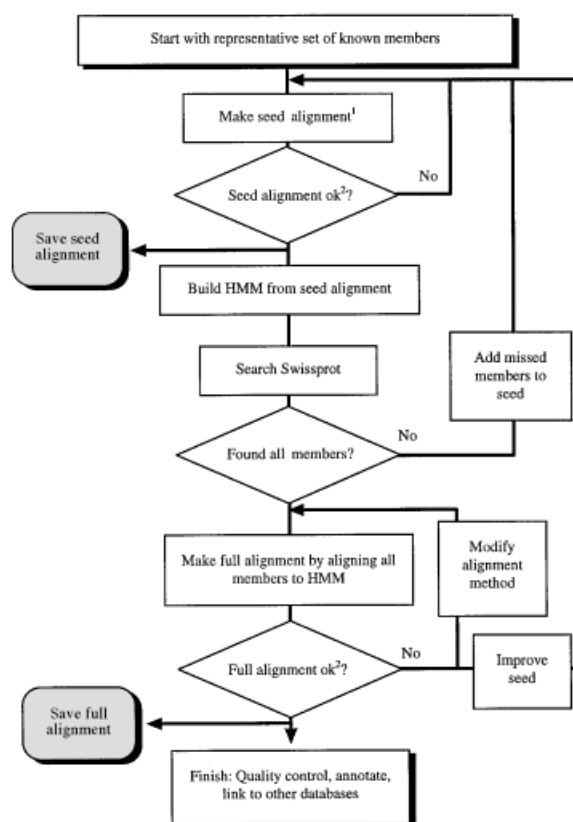 Start with representative set of known members
Make seed alignment¹
No
Seed alignment ok²?
Save seed
alignment
Build HMM from seed alignment
Search Swissprot
Add missed
members to
seed
No
Found all members?
Make full alignment by aligning all
members to HMM
Modify
alignment
method
No
Full alignment ok²?
Improve
seed
Save full
alignment
Finish: Quality control, annotate,
link to other databases